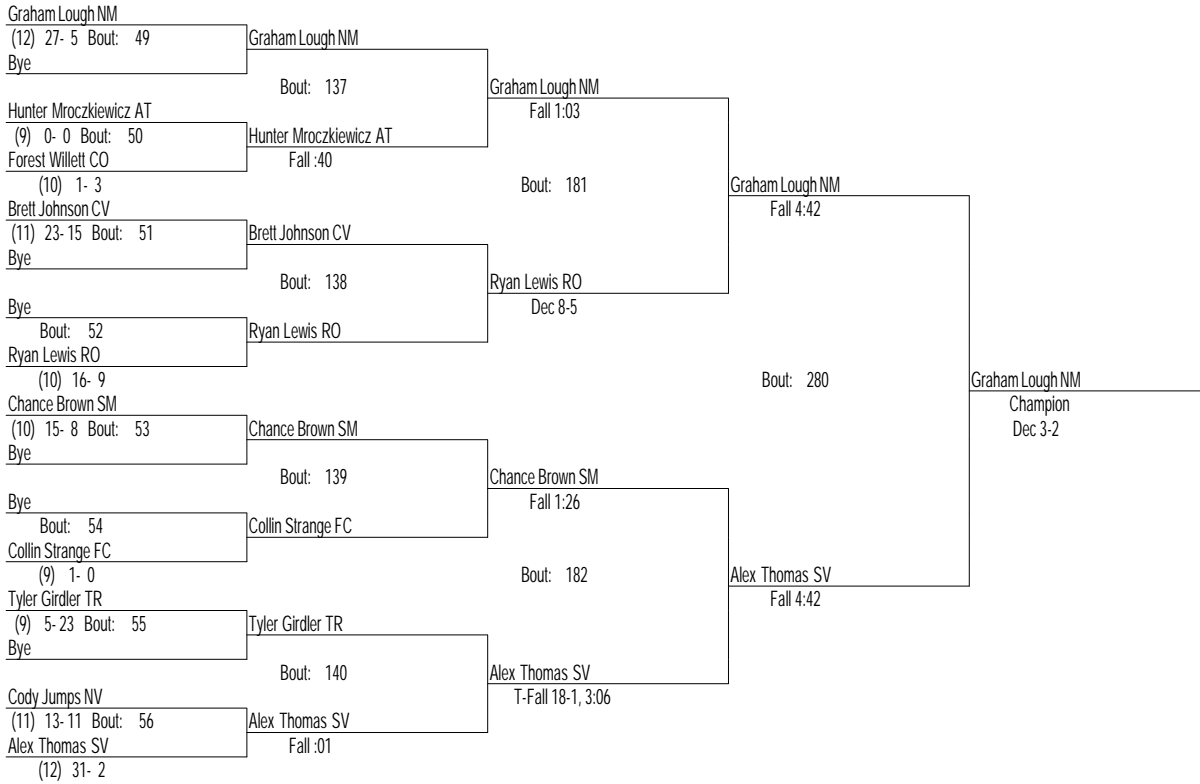 Graham Lough NM
(12) 27- 5 Bout: 49
Bye
Hunter Mroczkiewicz AT
(9) 0- 0 Bout: 50
Forest Willett CO
(10) 1- 3
Brett Johnson CV
(11) 23- 15 Bout: 51
Bye
Bye
Bout: 52
Ryan Lewis RO
(10) 16- 9
Chance Brown SM
(10) 15- 8 Bout: 53
Bye
Bye
Bout: 54
Collin Strange FC
(9) 1- 0
Tyler Girdler TR
(9) 5- 23 Bout: 55
Bye
Cody Jumps NV
(11) 13- 11 Bout: 56
Alex Thomas SV
(12) 31- 2
Graham Lough NM
Bout: 137
Hunter Mroczkiewicz AT
Fall :40
Brett Johnson CV
Bout: 138
Ryan Lewis RO
Chance Brown SM
Bout: 139
Collin Strange FC
Tyler Girdler TR
Bout: 140
Alex Thomas SV
Fall :01
Graham Lough NM
Fall 1:03
Bout: 181
Ryan Lewis RO
Dec 8-5
Chance Brown SM
Fall 1:26
Bout: 182
Alex Thomas SV
T-Fall 18-1, 3:06
Graham Lough NM
Fall 4:42
Bout: 280
Alex Thomas SV
Fall 4:42
Graham Lough NM
Champion
Dec 3-2